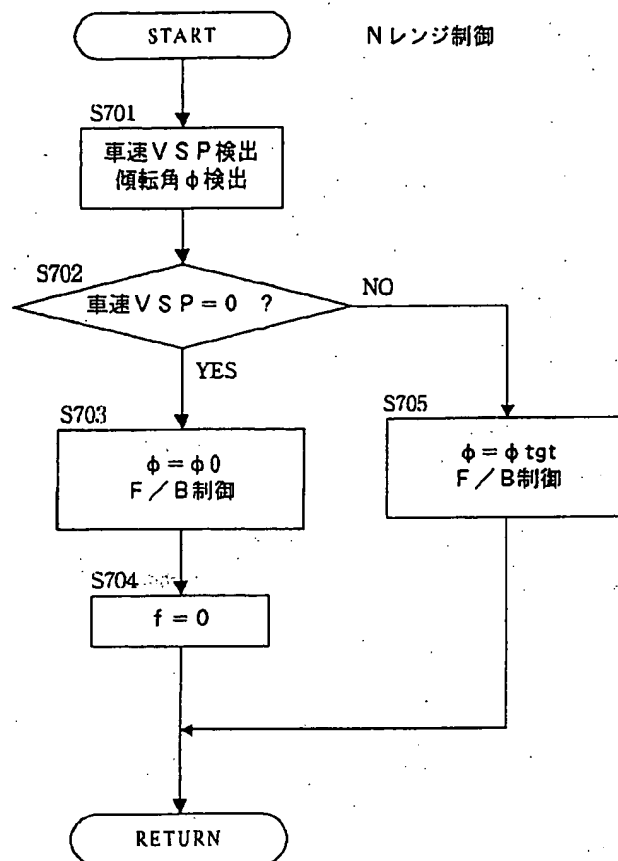 START
Nレンジ制御
S701
車速VSP検出
傾転角φ検出
S702
車速VSP=0 ?
NO
YES
S703
φ=φ0
F/B制御
S705
φ=φtgt
F/B制御
S704
f=0
RETURN